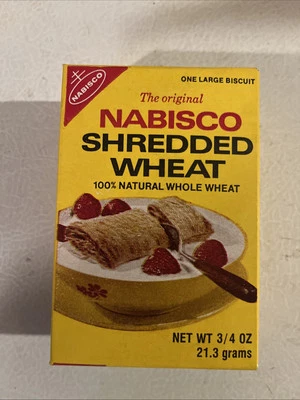 NABISCO
ONE LARGE BISCUIT
The original
NABISCO
SHREDDED
WHEAT
100% NATURAL WHOLE WHEAT
NET WT 3/4 OZ
21.3 grams